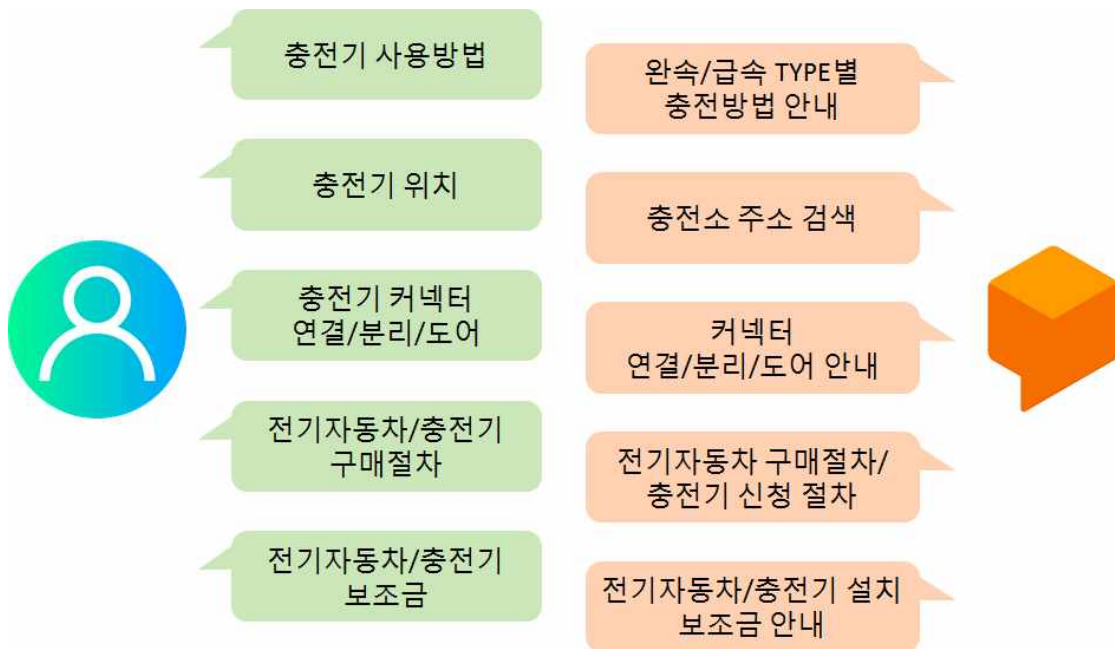 충전기 사용방법
완속/급속 TYPE별
충전방법 안내
충전기 위치
충전소 주소 검색
충전기 커넥터
연결/분리/도어
커넥터
연결/분리/도어 안내
전기자동차/충전기
구매절차
전기자동차 구매절차/
충전기 신청 절차
전기자동차/충전기
보조금
전기자동차/충전기 설치
보조금 안내